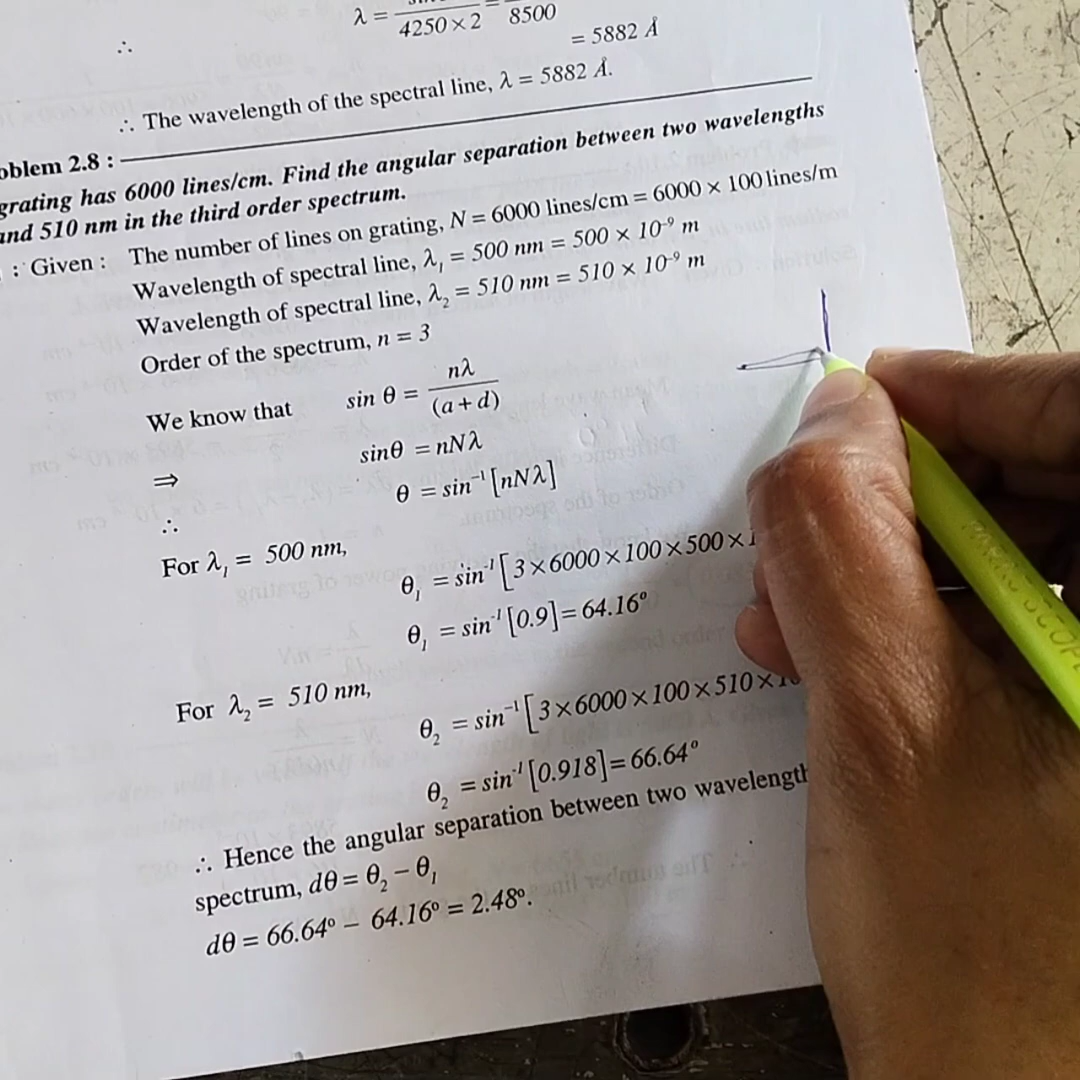 λ = 4250 × 2 8500
∴ = 5882 Å
∴ The wavelength of the spectral line, λ = 5882 Å.
oblem 2.8 :
grating has 6000 lines/cm. Find the angular separation between two wavelengths
and 510 nm in the third order spectrum.
: Given : The number of lines on grating, N = 6000 lines/cm = 6000 × 100 lines/m
Wavelength of spectral line, λ₁ = 500 nm = 500 × 10⁻⁹ m
Wavelength of spectral line, λ₂ = 510 nm = 510 × 10⁻⁹ m
Order of the spectrum, n = 3
We know that sin θ = nλ / (a + d)
⇒ sinθ = nNλ
∴ θ = sin⁻¹ [nNλ]
For λ₁ = 500 nm,
θ₁ = sin⁻¹ [3 × 6000 × 100 × 500 × 1
θ₁ = sin⁻¹ [0.9] = 64.16°
For λ₂ = 510 nm,
θ₂ = sin⁻¹ [3 × 6000 × 100 × 510 × 10
θ₂ = sin⁻¹ [0.918] = 66.64°
∴ Hence the angular separation between two wavelength
spectrum, dθ = θ₂ − θ₁
dθ = 66.64° − 64.16° = 2.48°.